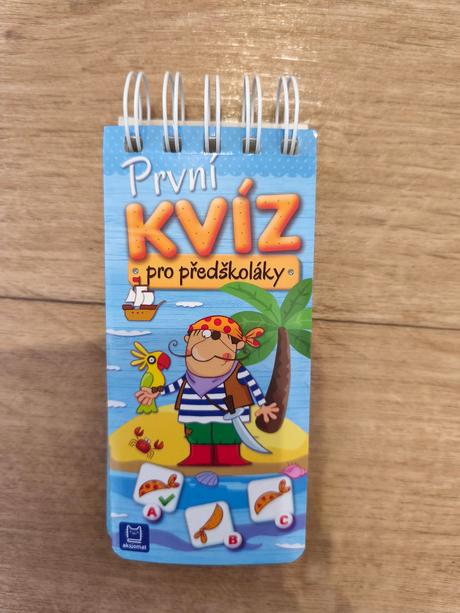 První
KVÍZ
pro předškoláky
A
B
C
aksjomat